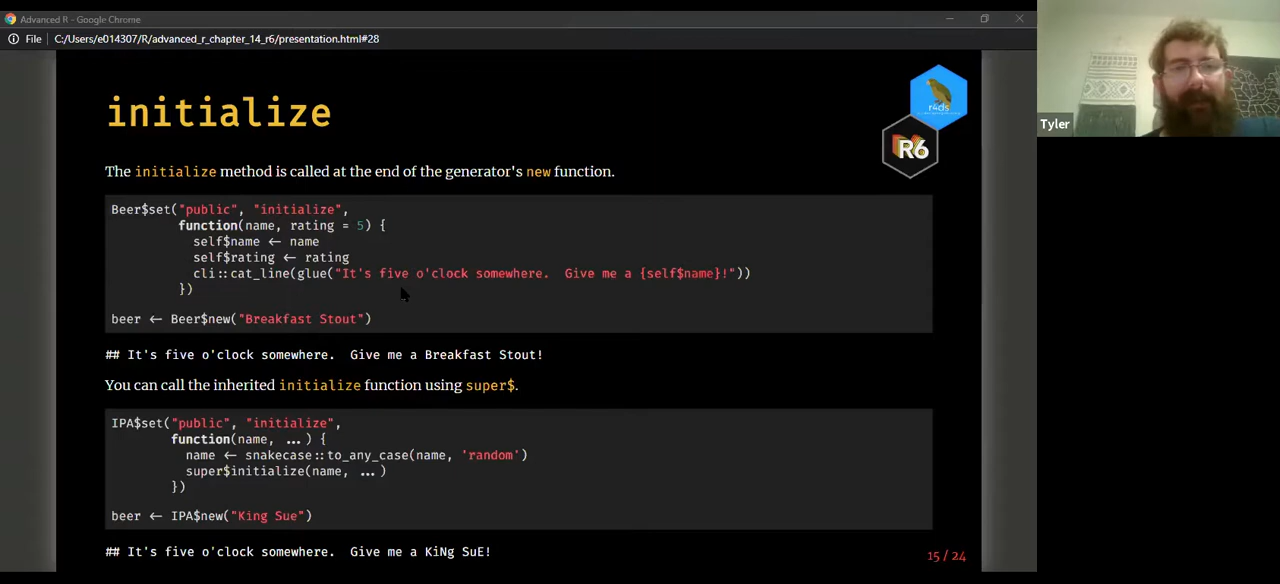 Advanced R - Google Chrome
File C:/Users/e014307/R/advanced_r_chapter_14_r6/presentation.html#28
initialize
r4ds
R6
Tyler
The initialize method is called at the end of the generator's new function.
Beer$set("public", "initialize",
function(name, rating = 5) {
self$name ← name
self$rating ← rating
cli::cat_line(glue("It's five o'clock somewhere.  Give me a {self$name}!"))
})
beer ← Beer$new("Breakfast Stout")
## It's five o'clock somewhere.  Give me a Breakfast Stout!
You can call the inherited initialize function using super$.
IPA$set("public", "initialize",
function(name, ...) {
name ← snakecase::to_any_case(name, 'random')
super$initialize(name, ...)
})
beer ← IPA$new("King Sue")
## It's five o'clock somewhere.  Give me a KiNg SuE!
15 / 24